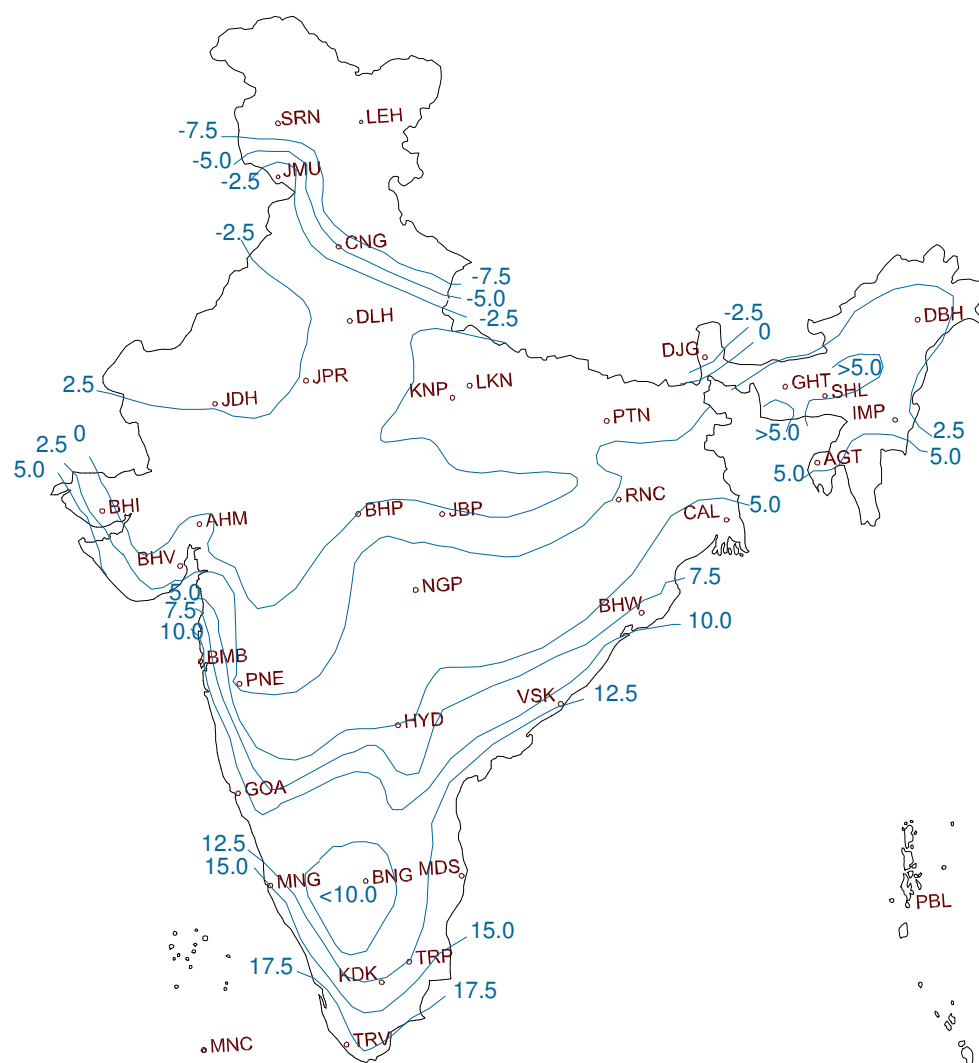 SRN
LEH
-7.5
-5.0
JMU
-2.5
-2.5
CNG
-7.5
-5.0
-2.5
DLH
-2.5
0
DBH
DJG
JPR
KNP
LKN
>5.0
GHT
SHL
2.5
JDH
PTN
IMP
>5.0
2.5
0
2.5
5.0
5.0
AGT
5.0
BHI
AHM
BHP
JBP
RNC
CAL
5.0
BHV
5.0
NGP
7.5
7.5
BHW
10.0
10.0
BMB
PNE
VSK
12.5
HYD
GOA
12.5
15.0
MNG
BNG
MDS
<10.0
PBL
15.0
TRP
17.5
KDK
17.5
MNC
TRV